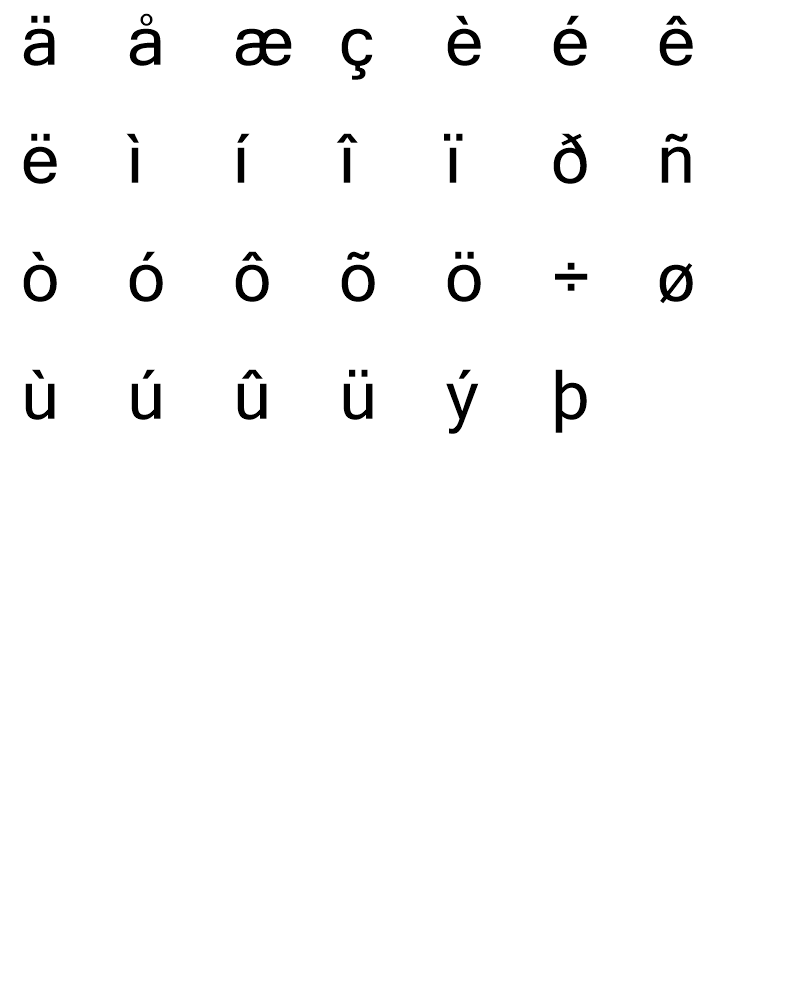 ä å æ ç è é ê
ë ì í î ï ð ñ
ò ó ô õ ö ÷ ø
ù ú û ü ý þ